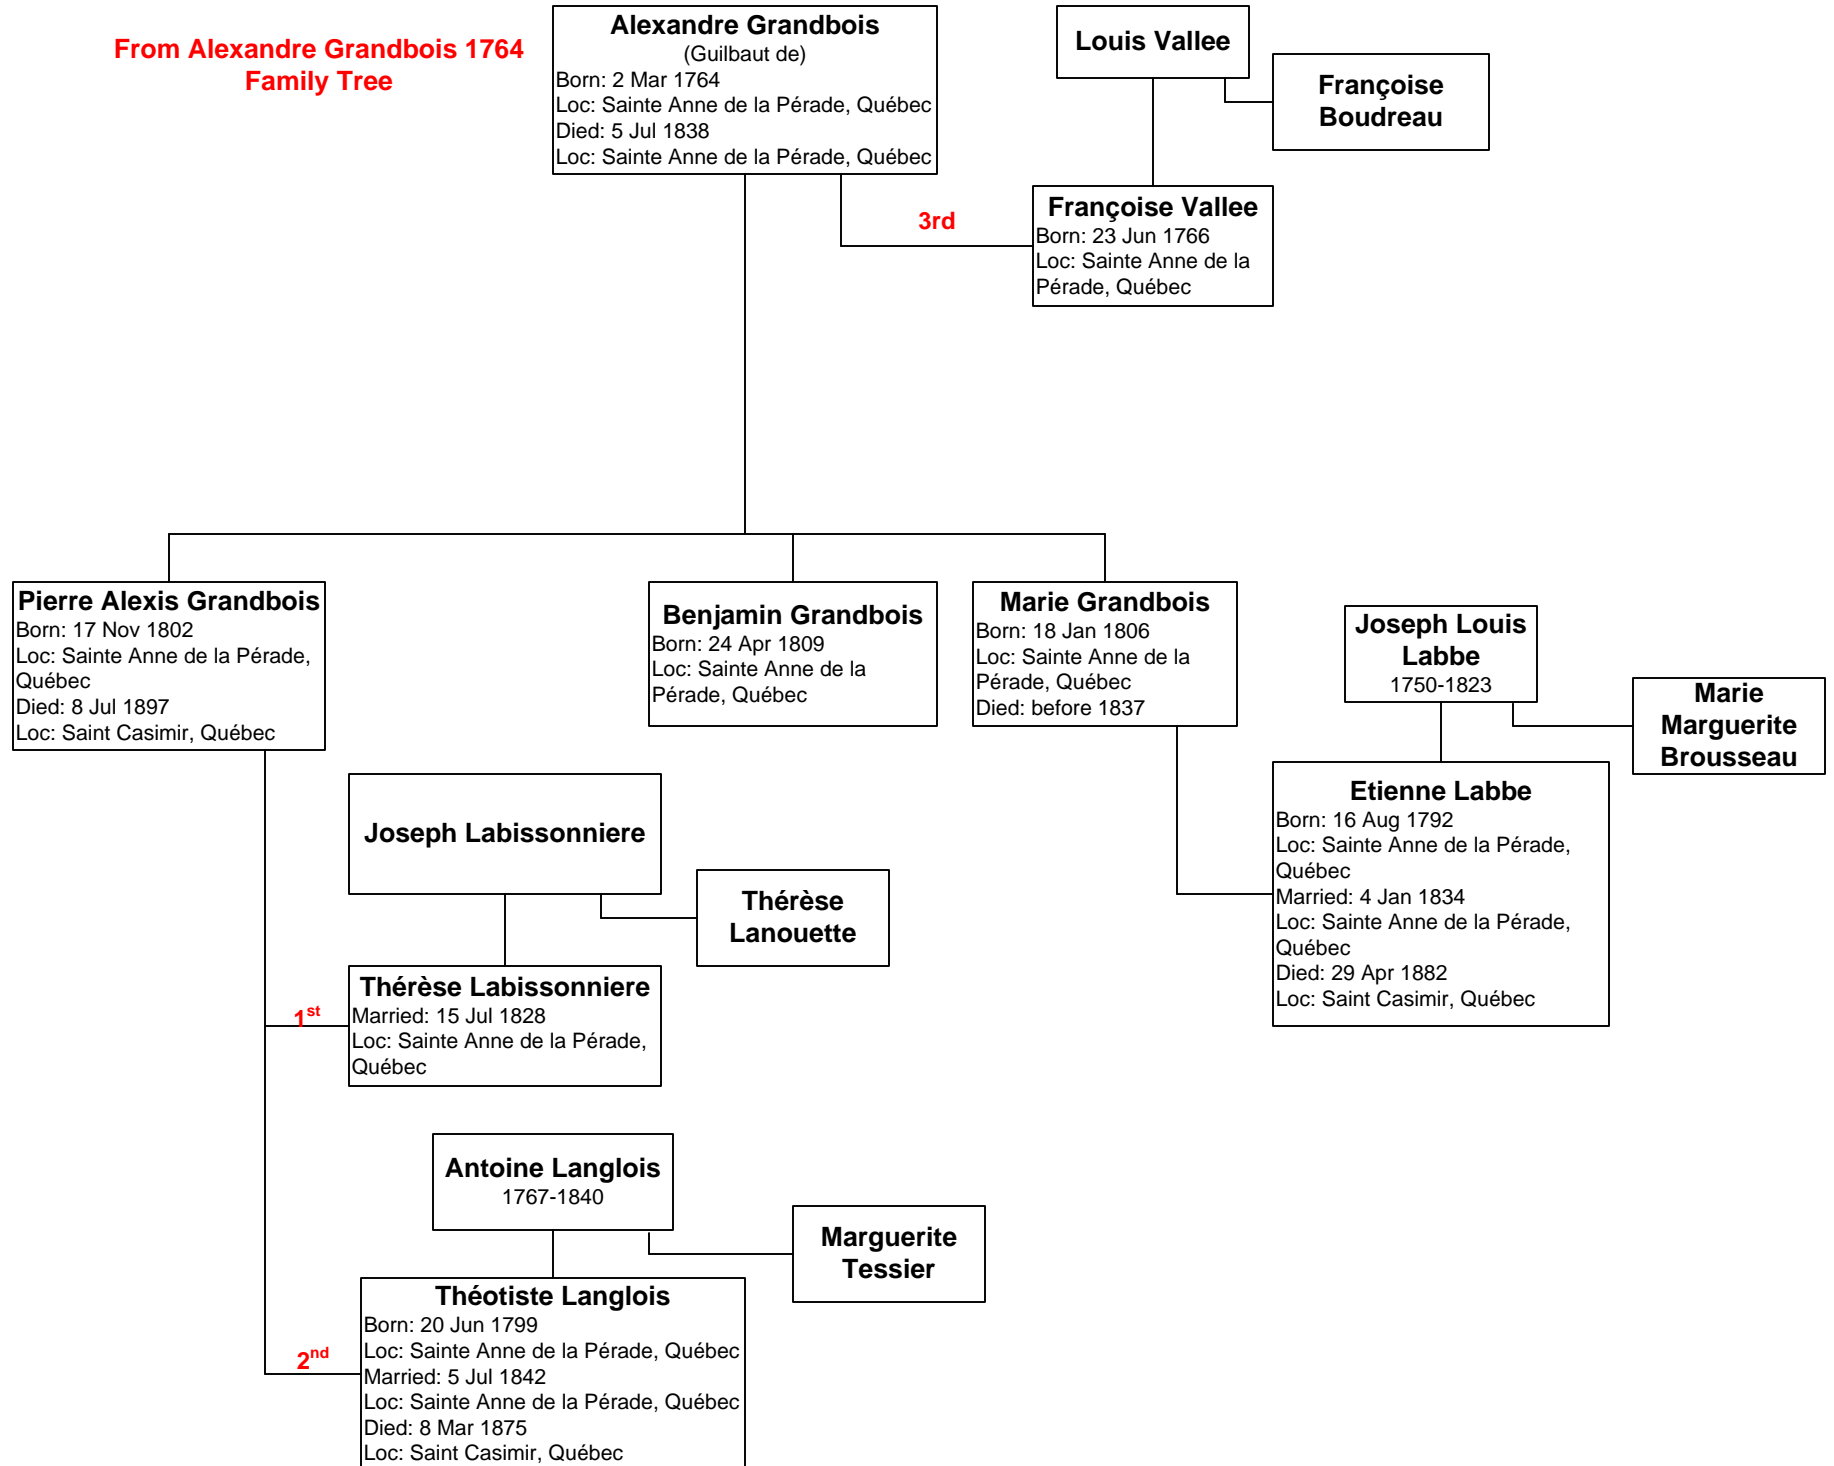 From Alexandre Grandbois 1764
Family Tree
Alexandre Grandbois
(Guilbaut de)
Born: 2 Mar 1764
Loc: Sainte Anne de la Pérade, Québec
Died: 5 Jul 1838
Loc: Sainte Anne de la Pérade, Québec
Louis Vallee
Françoise
Boudreau
3rd
Françoise Vallee
Born: 23 Jun 1766
Loc: Sainte Anne de la
Pérade, Québec
Pierre Alexis Grandbois
Born: 17 Nov 1802
Loc: Sainte Anne de la Pérade,
Québec
Died: 8 Jul 1897
Loc: Saint Casimir, Québec
Benjamin Grandbois
Born: 24 Apr 1809
Loc: Sainte Anne de la
Pérade, Québec
Marie Grandbois
Born: 18 Jan 1806
Loc: Sainte Anne de la
Pérade, Québec
Died: before 1837
Joseph Louis
Labbe
1750-1823
Marie
Marguerite
Brousseau
Etienne Labbe
Born: 16 Aug 1792
Loc: Sainte Anne de la Pérade,
Québec
Married: 4 Jan 1834
Loc: Sainte Anne de la Pérade,
Québec
Died: 29 Apr 1882
Loc: Saint Casimir, Québec
Joseph Labissonniere
Thérèse
Lanouette
1st
Thérèse Labissonniere
Married: 15 Jul 1828
Loc: Sainte Anne de la Pérade,
Québec
Antoine Langlois
1767-1840
Marguerite
Tessier
2nd
Théotiste Langlois
Born: 20 Jun 1799
Loc: Sainte Anne de la Pérade, Québec
Married: 5 Jul 1842
Loc: Sainte Anne de la Pérade, Québec
Died: 8 Mar 1875
Loc: Saint Casimir, Québec